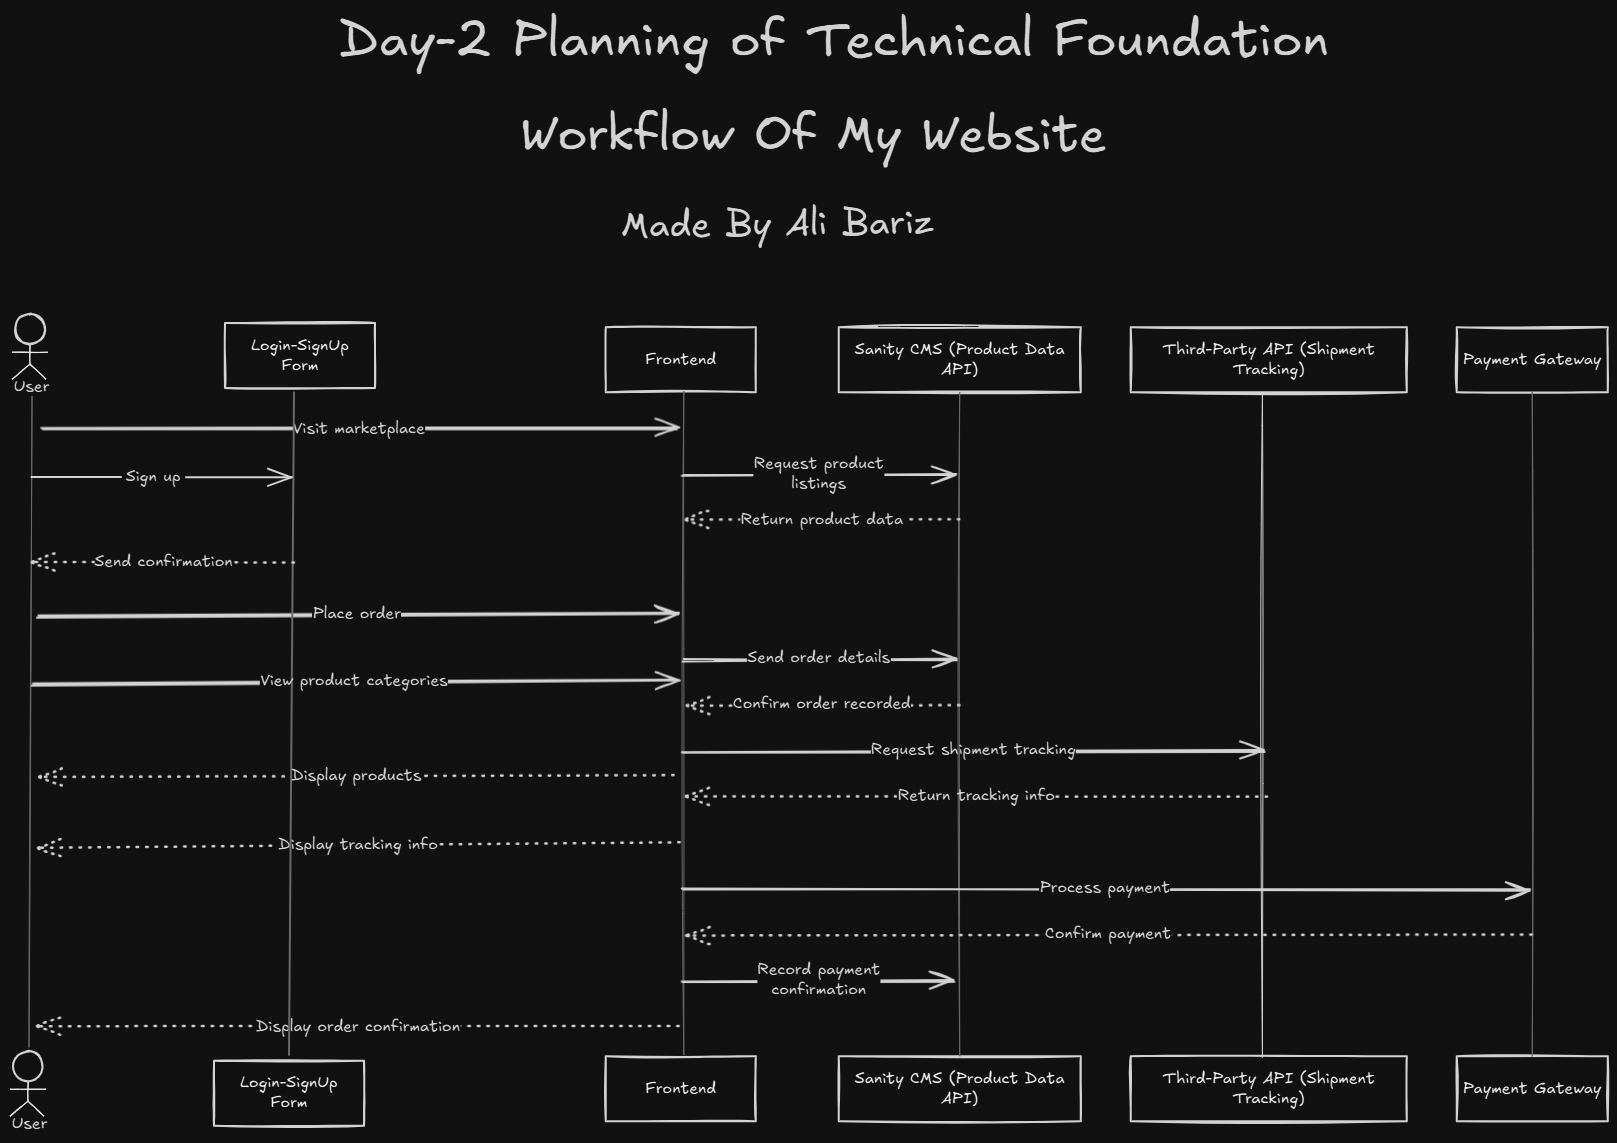 Day-2 Planning of Technical Foundation
Workflow Of My Website
Made By Ali Bariz
User
Login-SignUp
Form
Frontend
Sanity CMS (Product Data
API)
Third-Party API (Shipment
Tracking)
Payment Gateway
Visit marketplace
Sign up
Request product
listings
Return product data
Send confirmation
Place order
Send order details
View product categories
Confirm order recorded
Request shipment tracking
Display products
Return tracking info
Display tracking info
Process payment
Confirm payment
Record payment
confirmation
Display order confirmation
User
Login-SignUp
Form
Frontend
Sanity CMS (Product Data
API)
Third-Party API (Shipment
Tracking)
Payment Gateway